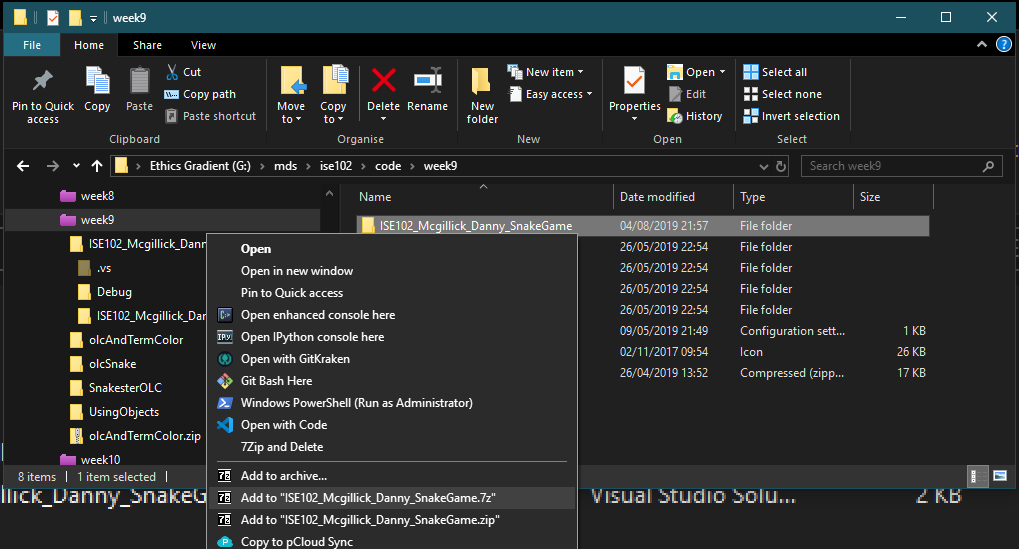 week9
File Home Share View
Pin to Quick access
Copy
Paste
Cut
Copy path
Paste shortcut
Clipboard
Move to
Copy to
Delete
Rename
Organise
New folder
New item
Easy access
New
Properties
Open
Edit
History
Open
Select all
Select none
Invert selection
Select
Ethics Gradient (G:) > mds > ise102 > code > week9
Search week9
week8
week9
ISE102_Mcgillick_Dann
.vs
Debug
ISE102_Mcgillick_Dar
olcAndTermColor
olcSnake
SnakesterOLC
UsingObjects
olcAndTermColor.zip
week10
Name Date modified Type Size
ISE102_Mcgillick_Danny_SnakeGame 04/08/2019 21:57 File folder
26/05/2019 22:54 File folder
26/05/2019 22:54 File folder
26/05/2019 22:54 File folder
26/05/2019 22:54 File folder
09/05/2019 21:49 Configuration sett... 1 KB
02/11/2017 09:54 Icon 26 KB
26/04/2019 13:52 Compressed (zipp... 17 KB
Open
Open in new window
Pin to Quick access
Open enhanced console here
Open IPython console here
Open with GitKraken
Git Bash Here
Windows PowerShell (Run as Administrator)
Open with Code
7Zip and Delete
Add to archive...
Add to "ISE102_Mcgillick_Danny_SnakeGame.7z"
Add to "ISE102_Mcgillick_Danny_SnakeGame.zip"
Copy to pCloud Sync
8 items 1 item selected
llick_Danny_SnakeGa Visual Studio Solu... 2 KB